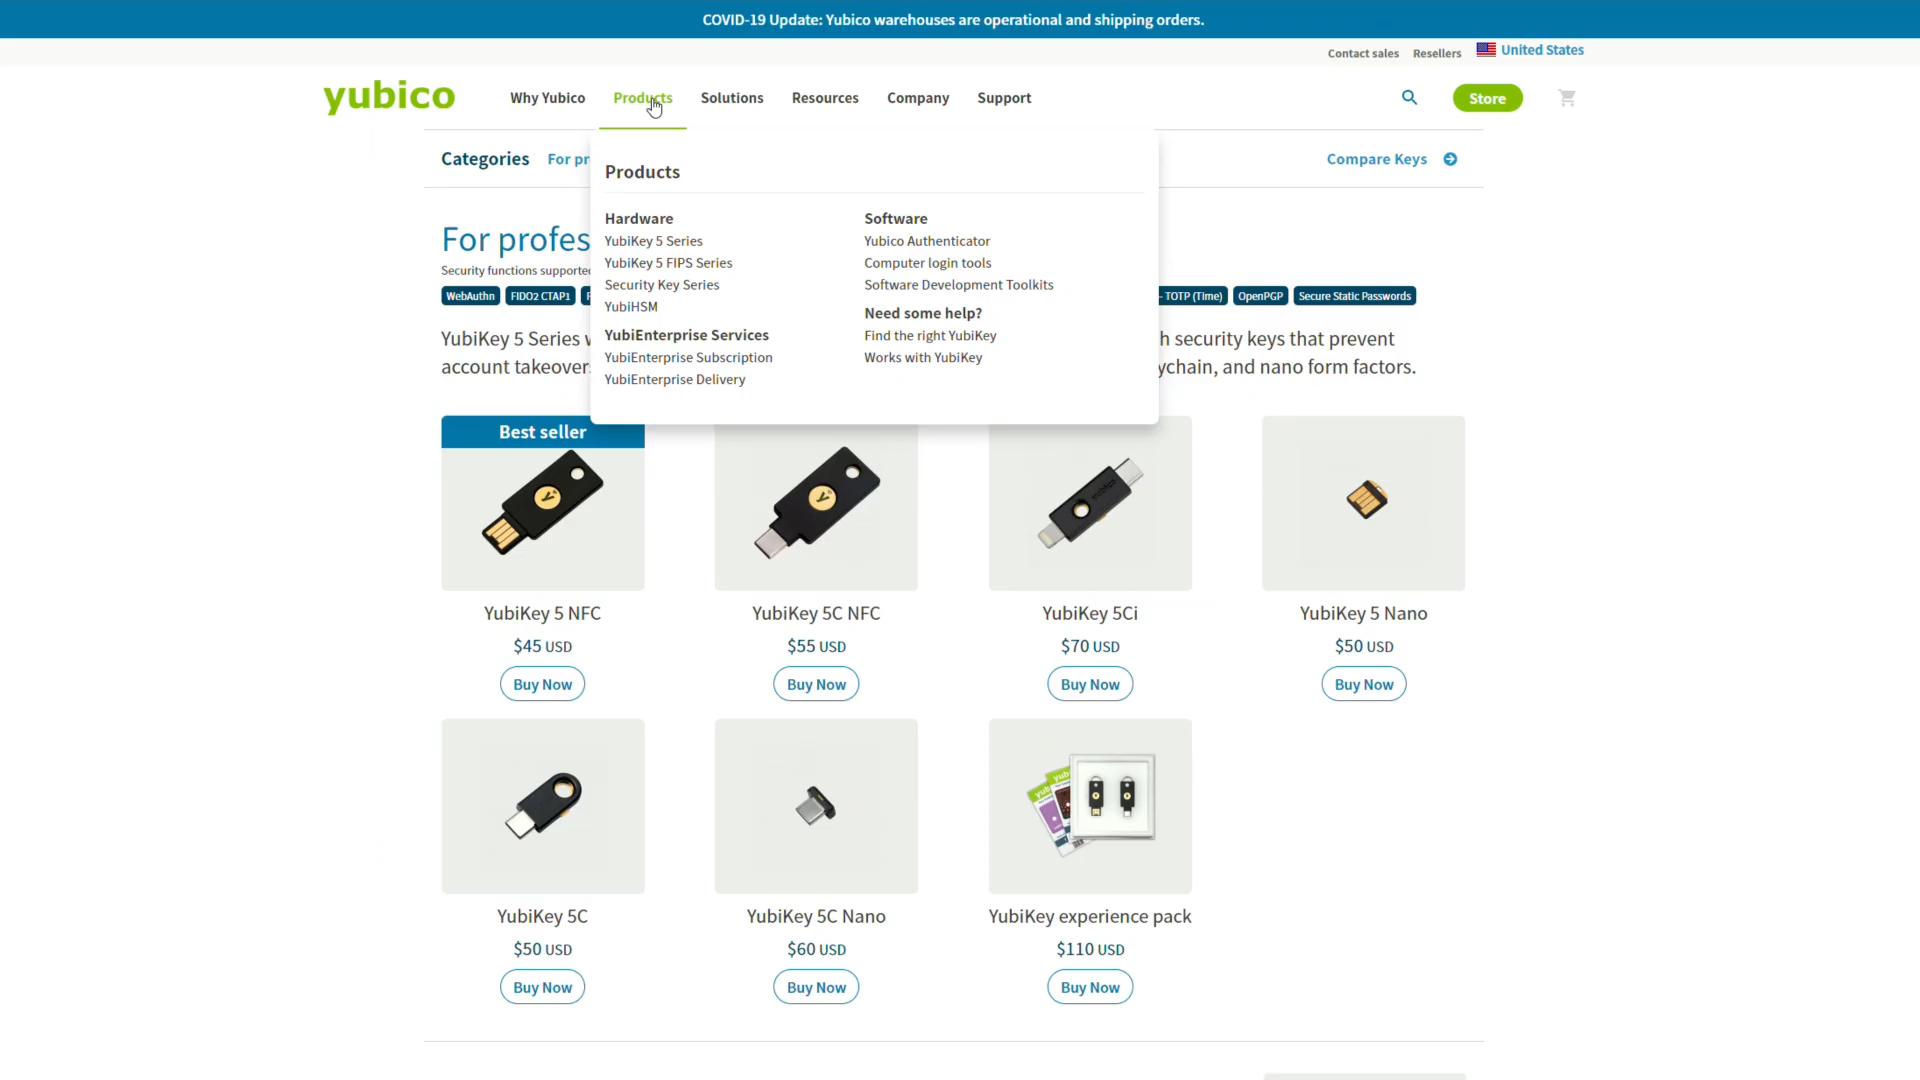 COVID-19 Update: Yubico warehouses are operational and shipping orders.
Contact sales Resellers United States
yubico Why Yubico Products Solutions Resources Company Support Store
Categories For Compare Keys
Products
Hardware Software
YubiKey 5 Series Yubico Authenticator
YubiKey 5 FIPS Series Computer login tools
Security Key Series Software Development Toolkits
YubiHSM Need some help?
YubiEnterprise Services Find the right YubiKey
YubiEnterprise Subscription Works with YubiKey
YubiEnterprise Delivery
For
Security functions supported
WebAuthn FIDO2 CTAP1 TOTP (Time) OpenPGP Secure Static Passwords
YubiKey 5 Series security keys that prevent
account and nano form factors.
Best seller
YubiKey 5 NFC YubiKey 5C NFC YubiKey 5Ci YubiKey 5 Nano
$45 USD $55 USD $70 USD $50 USD
Buy Now Buy Now Buy Now Buy Now
YubiKey 5C YubiKey 5C Nano YubiKey experience pack
$50 USD $60 USD $110 USD
Buy Now Buy Now Buy Now